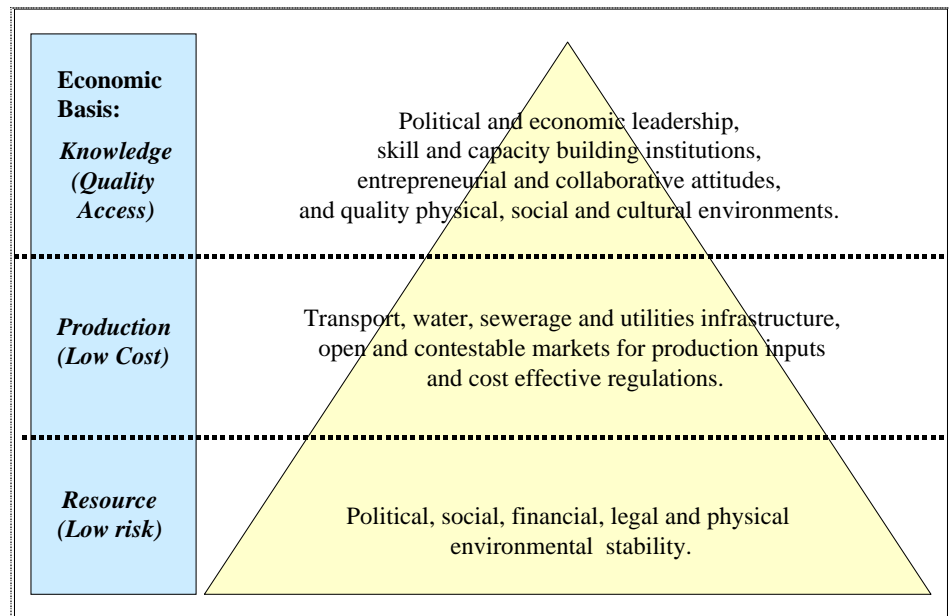 Economic
Basis:
Knowledge
(Quality
Access)
Political and economic leadership,
skill and capacity building institutions,
entrepreneurial and collaborative attitudes,
and quality physical, social and cultural environments.
Production
(Low Cost)
Transport, water, sewerage and utilities infrastructure,
open and contestable markets for production inputs
and cost effective regulations.
Resource
(Low risk)
Political, social, financial, legal and physical
environmental stability.